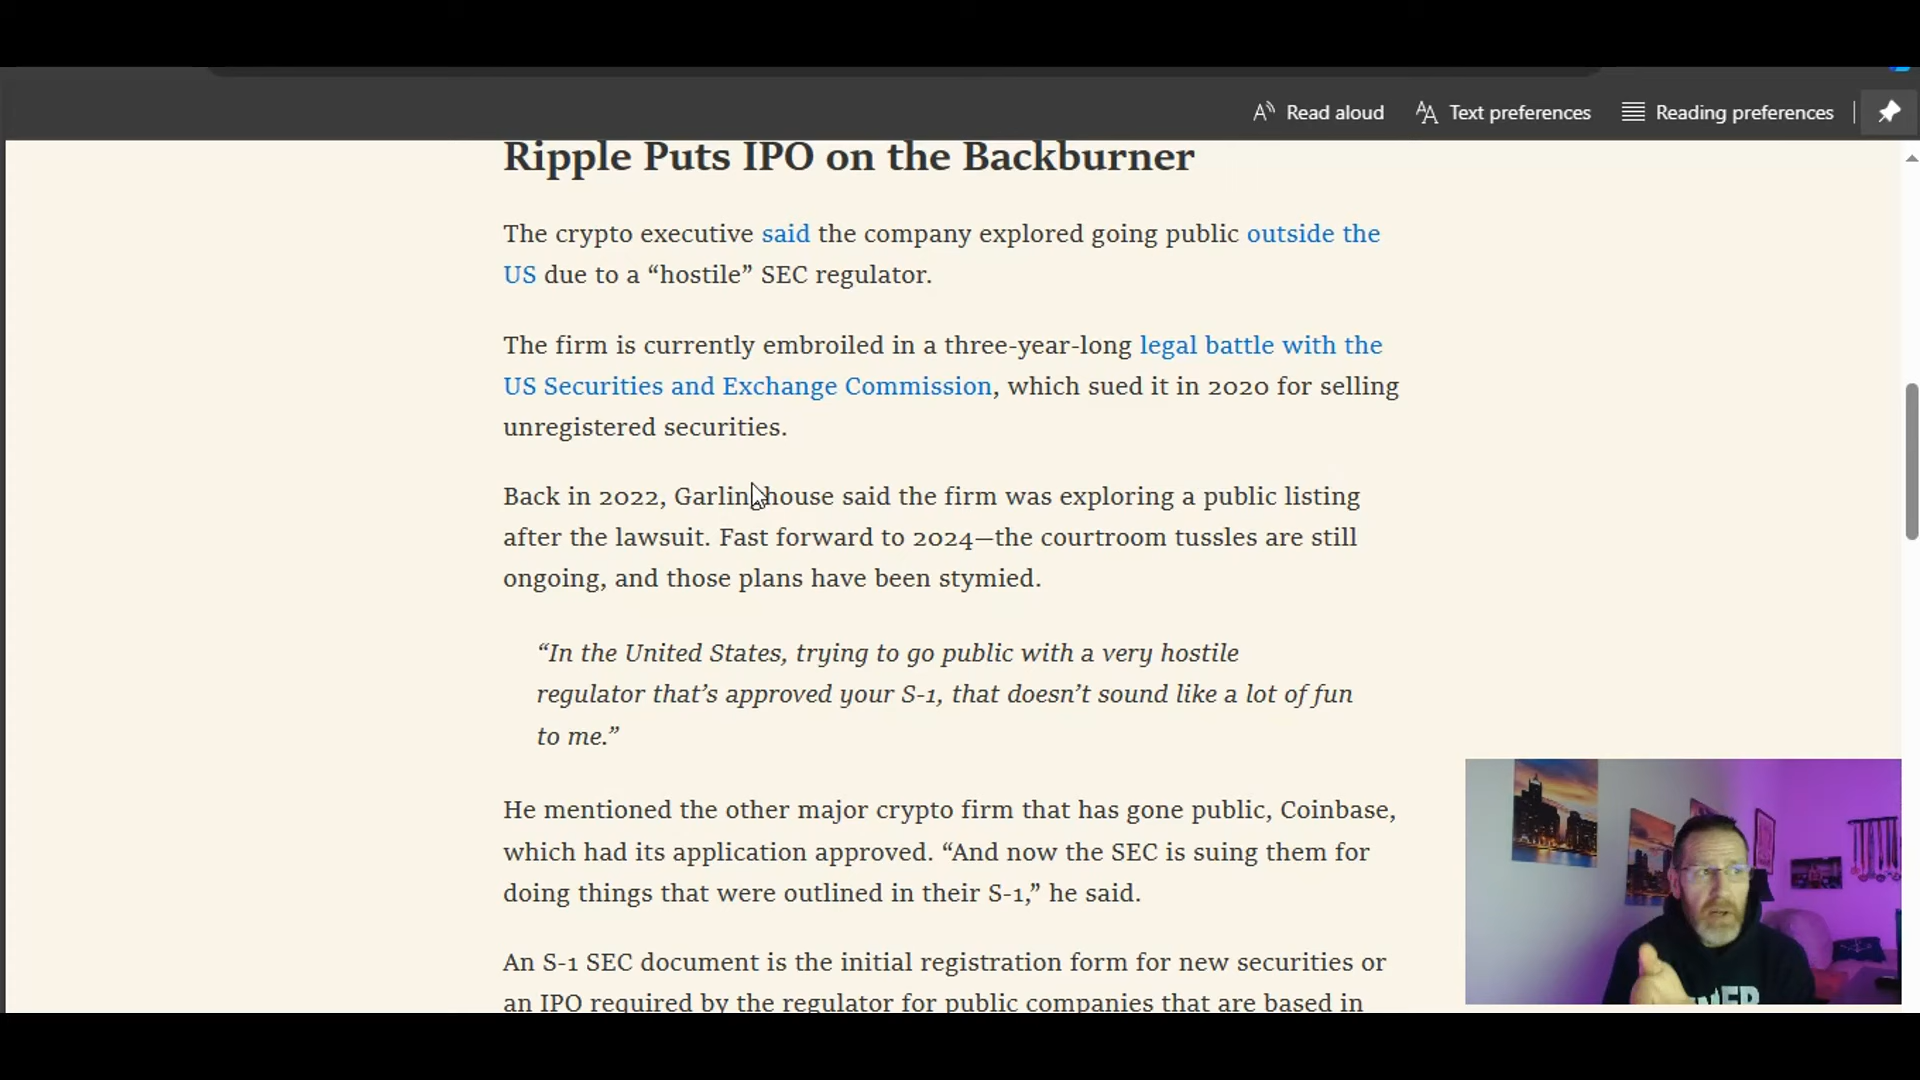 Read aloud
Text preferences
Reading preferences
Ripple Puts IPO on the Backburner
The crypto executive said the company explored going public outside the
US due to a “hostile” SEC regulator.
The firm is currently embroiled in a three-year-long legal battle with the
US Securities and Exchange Commission, which sued it in 2020 for selling
unregistered securities.
Back in 2022, Garlinghouse said the firm was exploring a public listing
after the lawsuit. Fast forward to 2024—the courtroom tussles are still
ongoing, and those plans have been stymied.
“In the United States, trying to go public with a very hostile
regulator that’s approved your S-1, that doesn’t sound like a lot of fun
to me.”
He mentioned the other major crypto firm that has gone public, Coinbase,
which had its application approved. “And now the SEC is suing them for
doing things that were outlined in their S-1,” he said.
An S-1 SEC document is the initial registration form for new securities or
an IPO required by the regulator for public companies that are based in